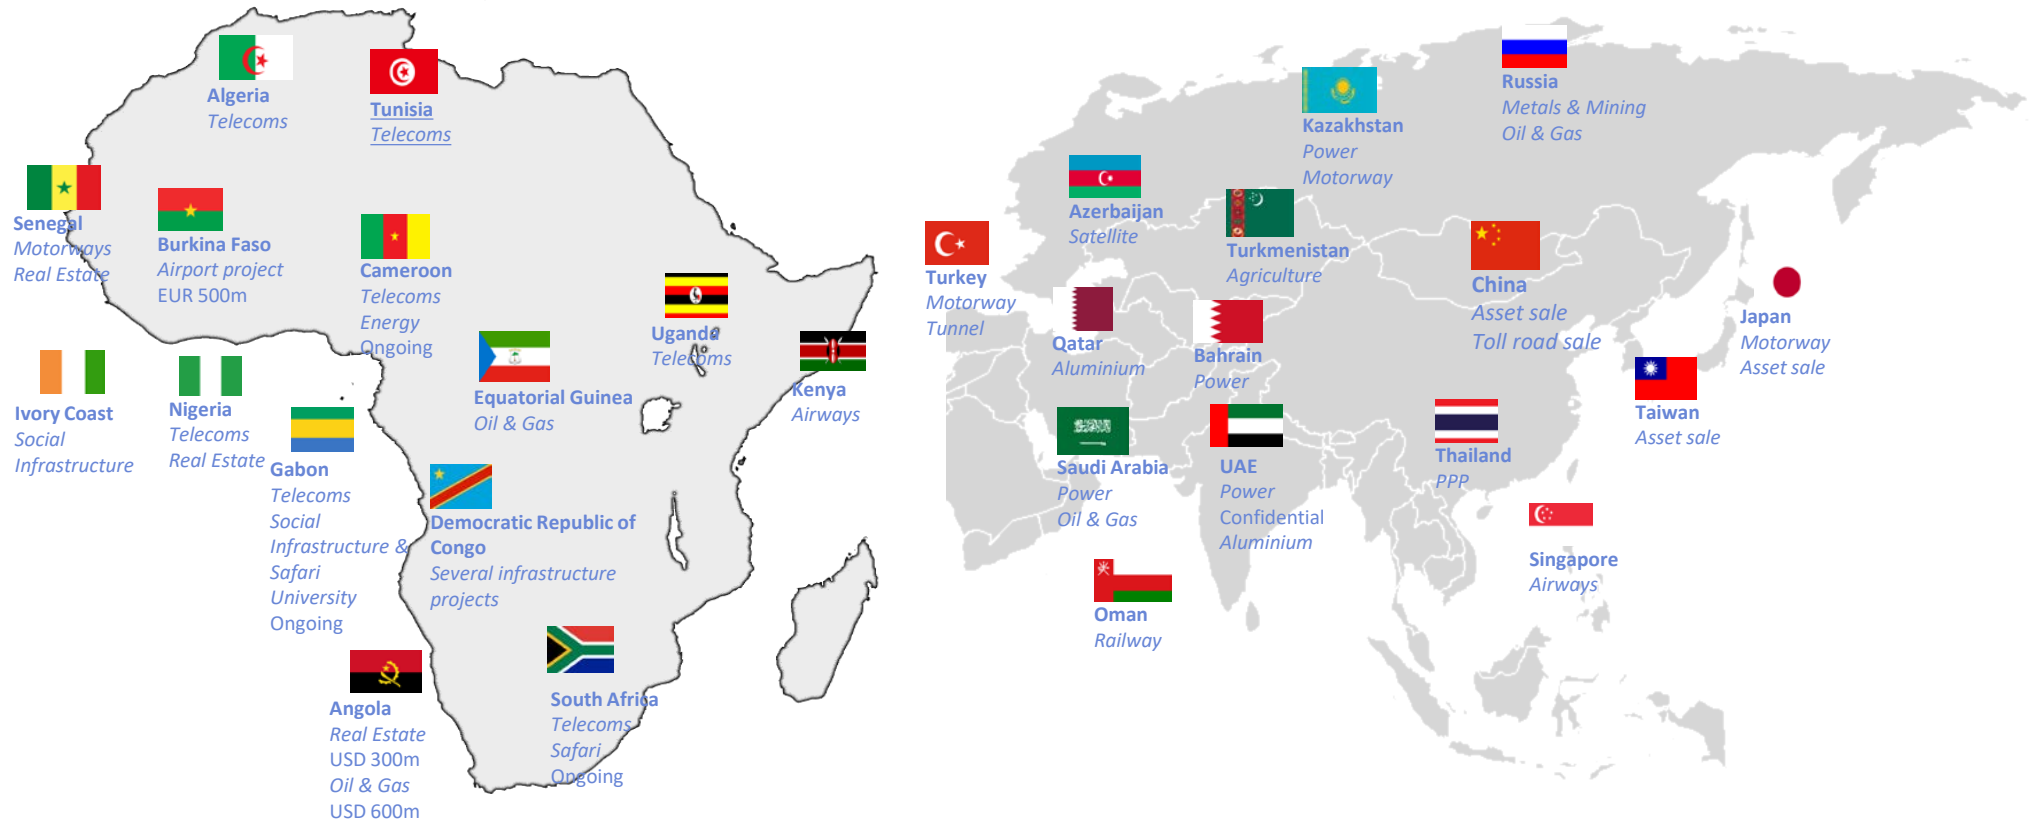 Algeria
Telecoms
Tunisia
Telecoms
Senegal
Motorways
Real Estate
Burkina Faso
Airport project
EUR 500m
Cameroon
Telecoms
Energy
Ongoing
Uganda
Telecoms
Equatorial Guinea
Oil & Gas
Kenya
Airways
Ivory Coast
Social
Infrastructure
Nigeria
Telecoms
Real Estate
Gabon
Telecoms
Social
Infrastructure &
Safari
University
Ongoing
Democratic Republic of
Congo
Several infrastructure
projects
Angola
Real Estate
USD 300m
Oil & Gas
USD 600m
South Africa
Telecoms
Safari
Ongoing
Russia
Metals & Mining
Oil & Gas
Kazakhstan
Power
Motorway
Azerbaijan
Satellite
Turkmenistan
Agriculture
Turkey
Motorway
Tunnel
China
Asset sale
Toll road sale
Japan
Motorway
Asset sale
Qatar
Aluminium
Bahrain
Power
Taiwan
Asset sale
Saudi Arabia
Power
Oil & Gas
UAE
Power
Confidential
Aluminium
Thailand
PPP
Singapore
Airways
Oman
Railway